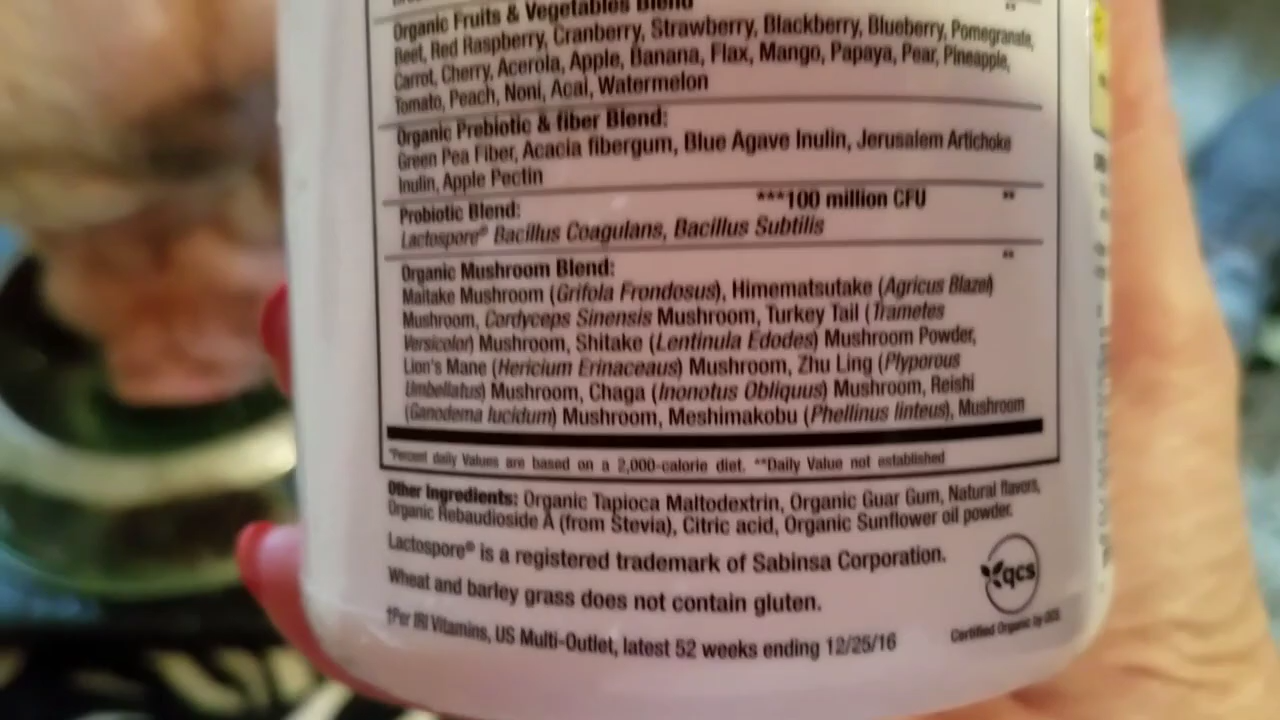 Organic Fruits & Vegetables Blend **
Beet, Red Raspberry, Cranberry, Strawberry, Blackberry, Blueberry, Pomegranate,
Carrot, Cherry, Acerola, Apple, Banana, Flax, Mango, Papaya, Pear, Pineapple,
Tomato, Peach, Noni, Acai, Watermelon
Organic Prebiotic & fiber Blend:
Green Pea Fiber, Acacia fibergum, Blue Agave Inulin, Jerusalem Artichoke
Inulin, Apple Pectin
Probiotic Blend: ***100 million CFU **
Lactospore® Bacillus Coagulans, Bacillus Subtilis
Organic Mushroom Blend: **
Maitake Mushroom (Grifola Frondosus), Himematsutake (Agricus Blazel)
Mushroom, Cordyceps Sinensis Mushroom, Turkey Tail (Trametes
Versicolor) Mushroom, Shitake (Lentinula Edodes) Mushroom Powder,
Lion's Mane (Hericium Erinaceaus) Mushroom, Zhu Ling (Plyporous
Umbellatus) Mushroom, Chaga (Inonotus Obliquus) Mushroom, Reishi
(Ganodema lucidum) Mushroom, Meshimakobu (Phellinus linteus), Mushroom
*Percent daily Values are based on a 2,000-calorie diet. **Daily Value not established
Other Ingredients: Organic Tapioca Maltodextrin, Organic Guar Gum, Natural flavors,
Organic Rebaudioside A (from Stevia), Citric acid, Organic Sunflower oil powder.
Lactospore® is a registered trademark of Sabinsa Corporation.
Wheat and barley grass does not contain gluten.
†Per IRI Vitamins, US Multi-Outlet, latest 52 weeks ending 12/25/16
qcs
Certified Organic by QCS